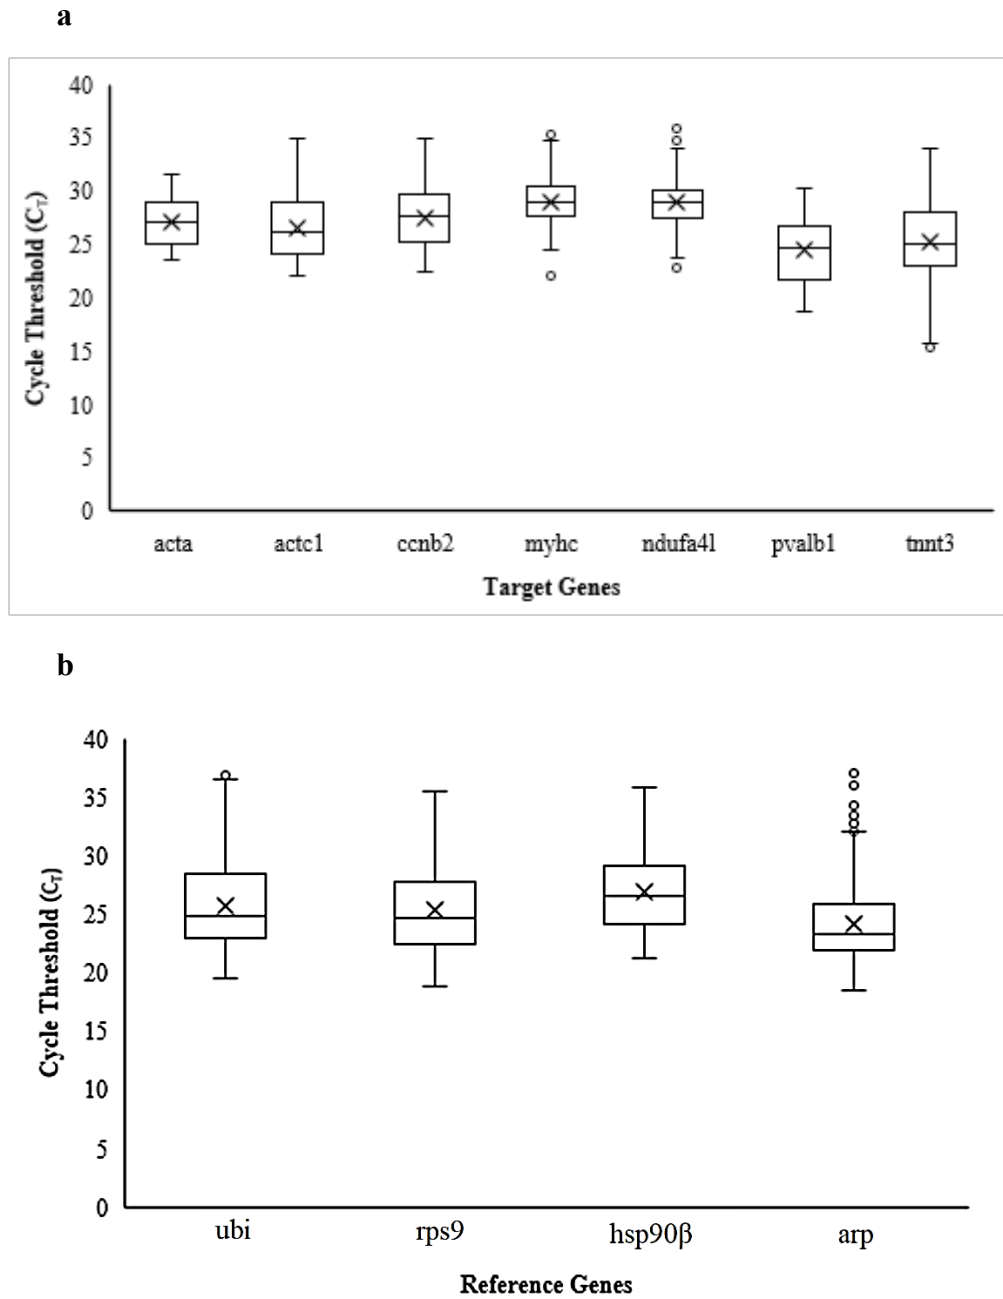 a
40
35
30
25
20
15
10
5
0
Cycle Threshold (CT)
acta actc1 ccnb2 myhc ndufa4l pvalb1 tnnt3
Target Genes
b
40
35
30
25
20
15
10
5
0
Cycle Threshold (CT)
ubi rps9 hsp90β arp
Reference Genes